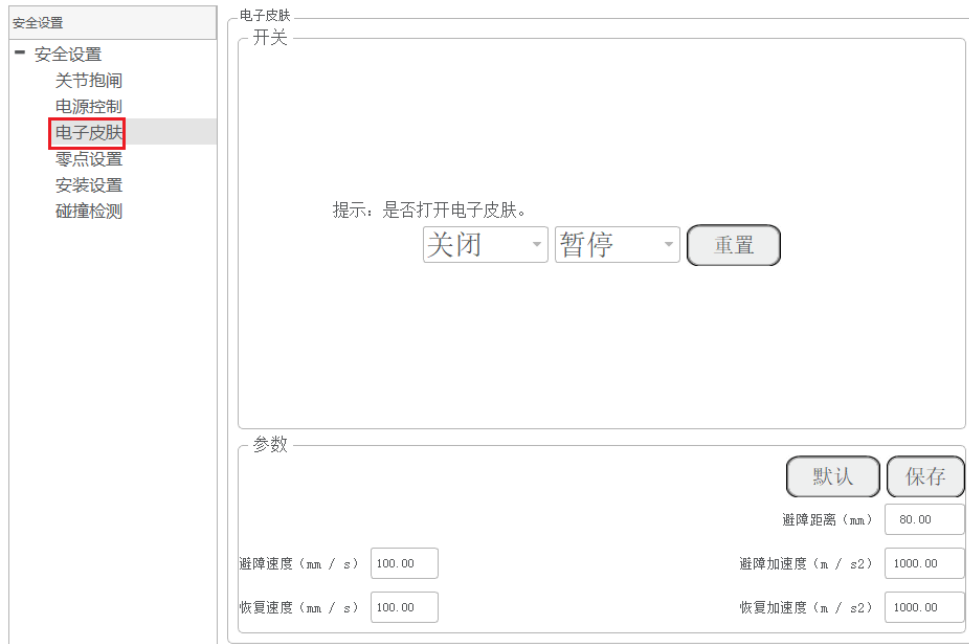 安全设置
安全设置
关节抱闸
电源控制
电子皮肤
零点设置
安装设置
碰撞检测
电子皮肤
开关
提示：是否打开电子皮肤。
关闭 暂停 重置
参数
默认 保存
避障距离（mm） 80.00
避障速度（mm / s） 100.00 避障加速度（m / s2） 1000.00
恢复速度（mm / s） 100.00 恢复加速度（m / s2） 1000.00